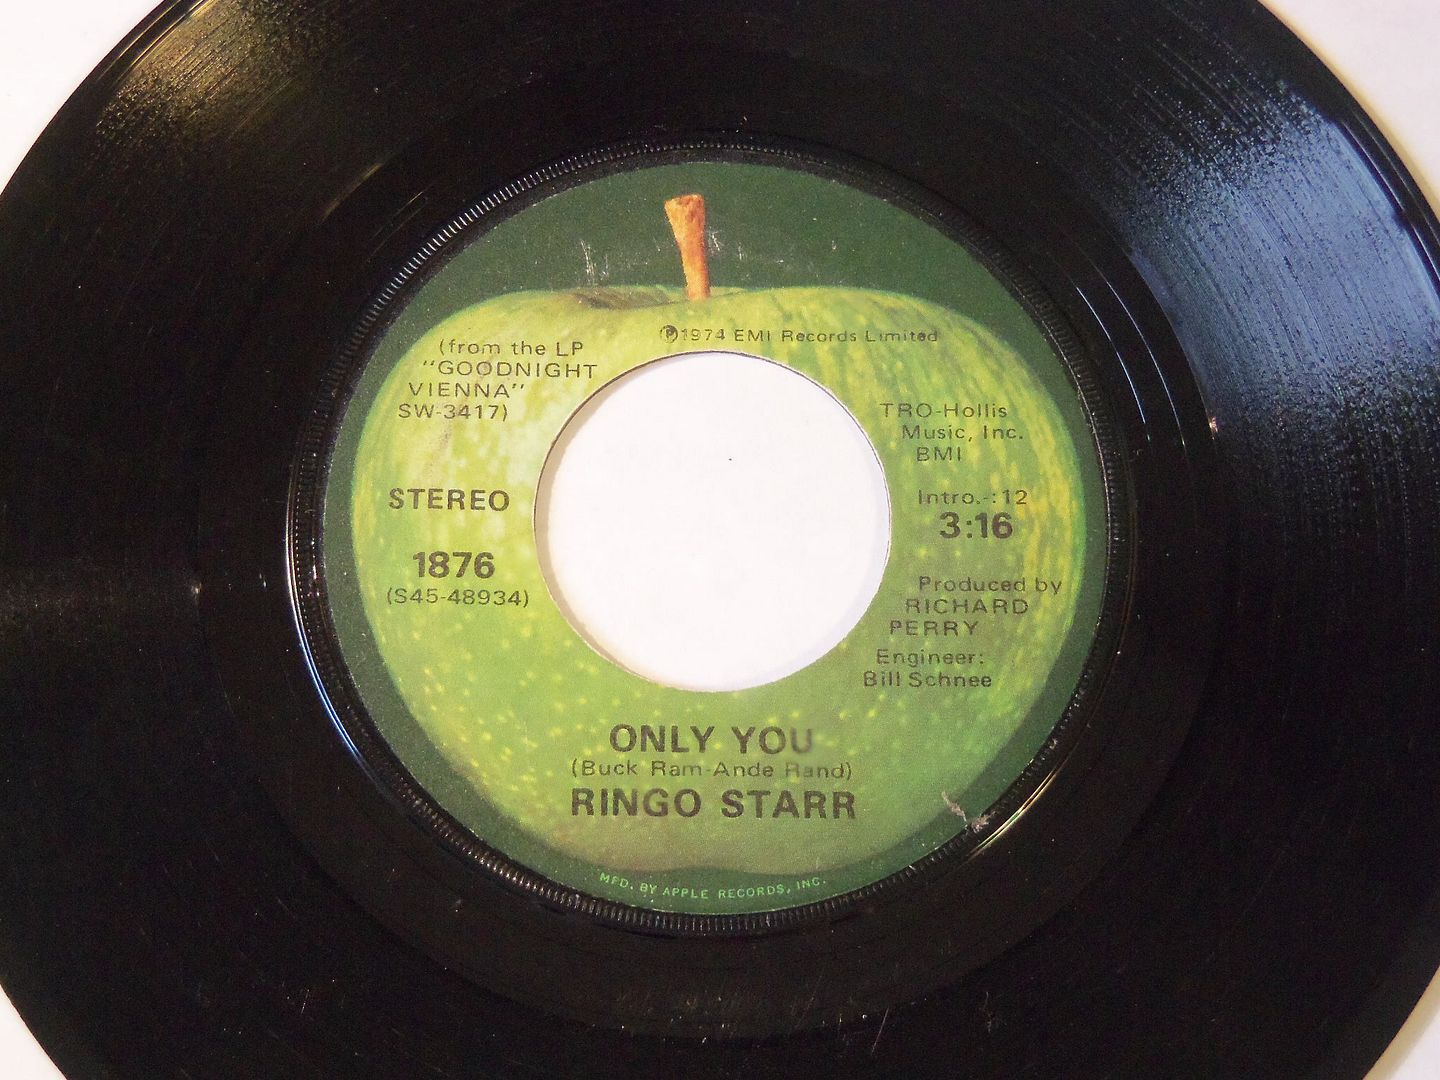 ℗1974 EMI Records Limited
(from the LP
"GOODNIGHT
VIENNA"
SW-3417)
TRO-Hollis
Music, Inc.
BMI
STEREO
Intro.-:12
3:16
1876
(S45-48934)
Produced by
RICHARD
PERRY
Engineer:
Bill Schnee
ONLY YOU
(Buck Ram-Ande Rand)
RINGO STARR
MFD. BY APPLE RECORDS, INC.